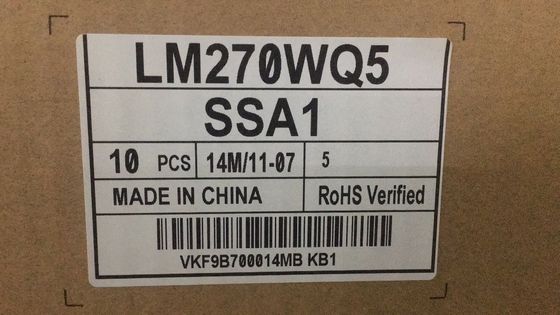 LM270WQ5
SSA1
10 PCS 14M/11-07 5
MADE IN CHINA RoHS Verified
VKF9B700014MB KB1